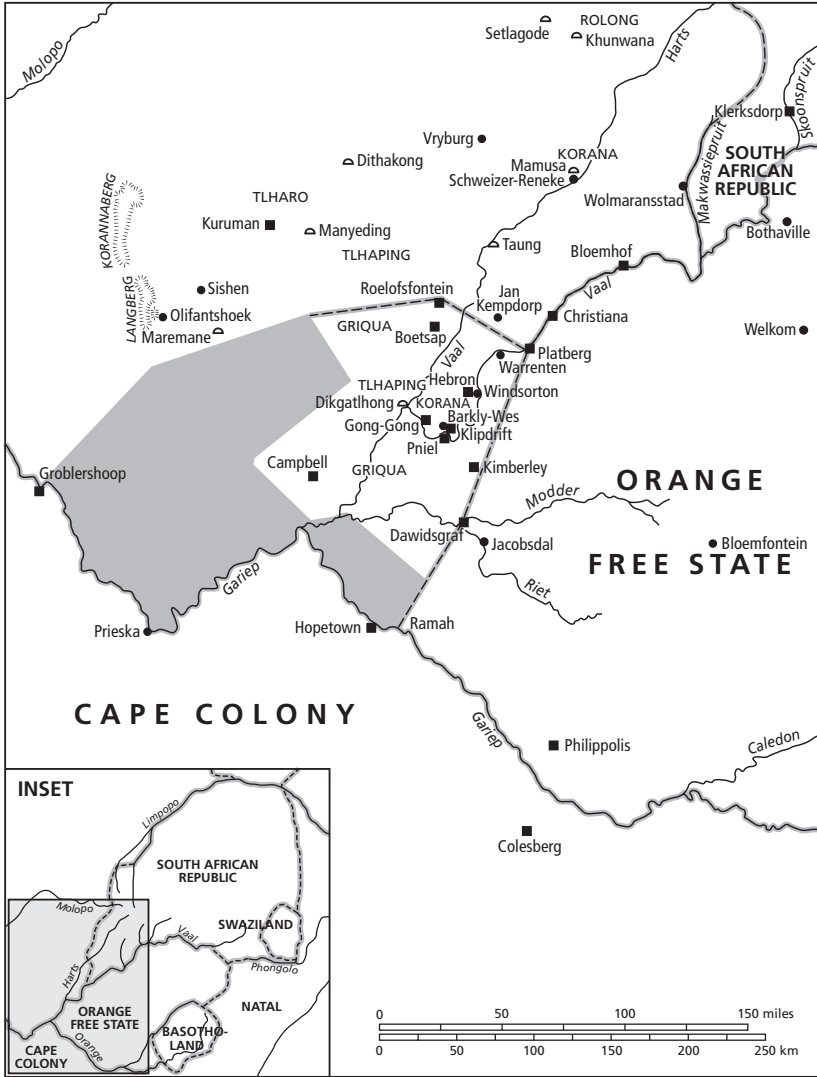 Molopo
Setlagode
ROLONG
Khunwana
Harts
Klerksdorp
Skoonspruit
Vryburg
Dithakong
Mamusa
KORANA
Schweizer-Reneke
Makwassiepruit
SOUTH
AFRICAN
REPUBLIC
Wolmaransstad
TLHARO
KORANNABERG
Kuruman
Manyeding
Taung
Bothaville
TLHAPING
Bloemhof
LANGBERG
Sishen
Vaal
Roelofsfontein
Jan
Kempdorp
Olifantshoek
Maremane
GRIQUA
Boetsap
Christiana
Welkom
Vaal
Platberg
Warrenten
TLHAPING
Hebron
Windsorton
Dikgatlhong
KORANA
Gong-Gong
Barkly-Wes
Klipdrift
Pniel
Campbell
GRIQUA
Kimberley
Groblershoop
ORANGE
Modder
Dawidsgraf
Jacobsdal
Bloemfontein
FREE STATE
Gariep
Riet
Prieska
Hopetown
Ramah
CAPE COLONY
Gariep
Philippolis
Caledon
Colesberg
INSET
Limpopo
SOUTH AFRICAN
REPUBLIC
Molopo
SWAZILAND
Vaal
Harts
Phongolo
ORANGE
FREE STATE
NATAL
BASOTHO-
LAND
Orange
CAPE
COLONY
0 50 100 150 miles
0 50 100 150 200 250 km